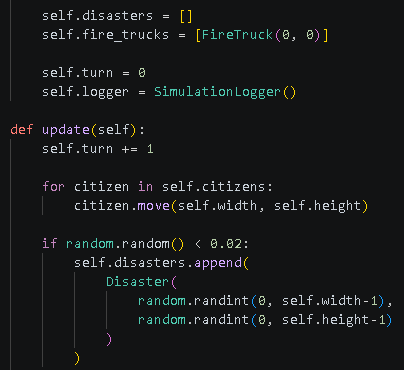 self.disasters = []
self.fire_trucks = [FireTruck(0, 0)]
self.turn = 0
self.logger = SimulationLogger()
def update(self):
self.turn += 1
for citizen in self.citizens:
citizen.move(self.width, self.height)
if random.random() < 0.02:
self.disasters.append(
Disaster(
random.randint(0, self.width-1),
random.randint(0, self.height-1)
)
)